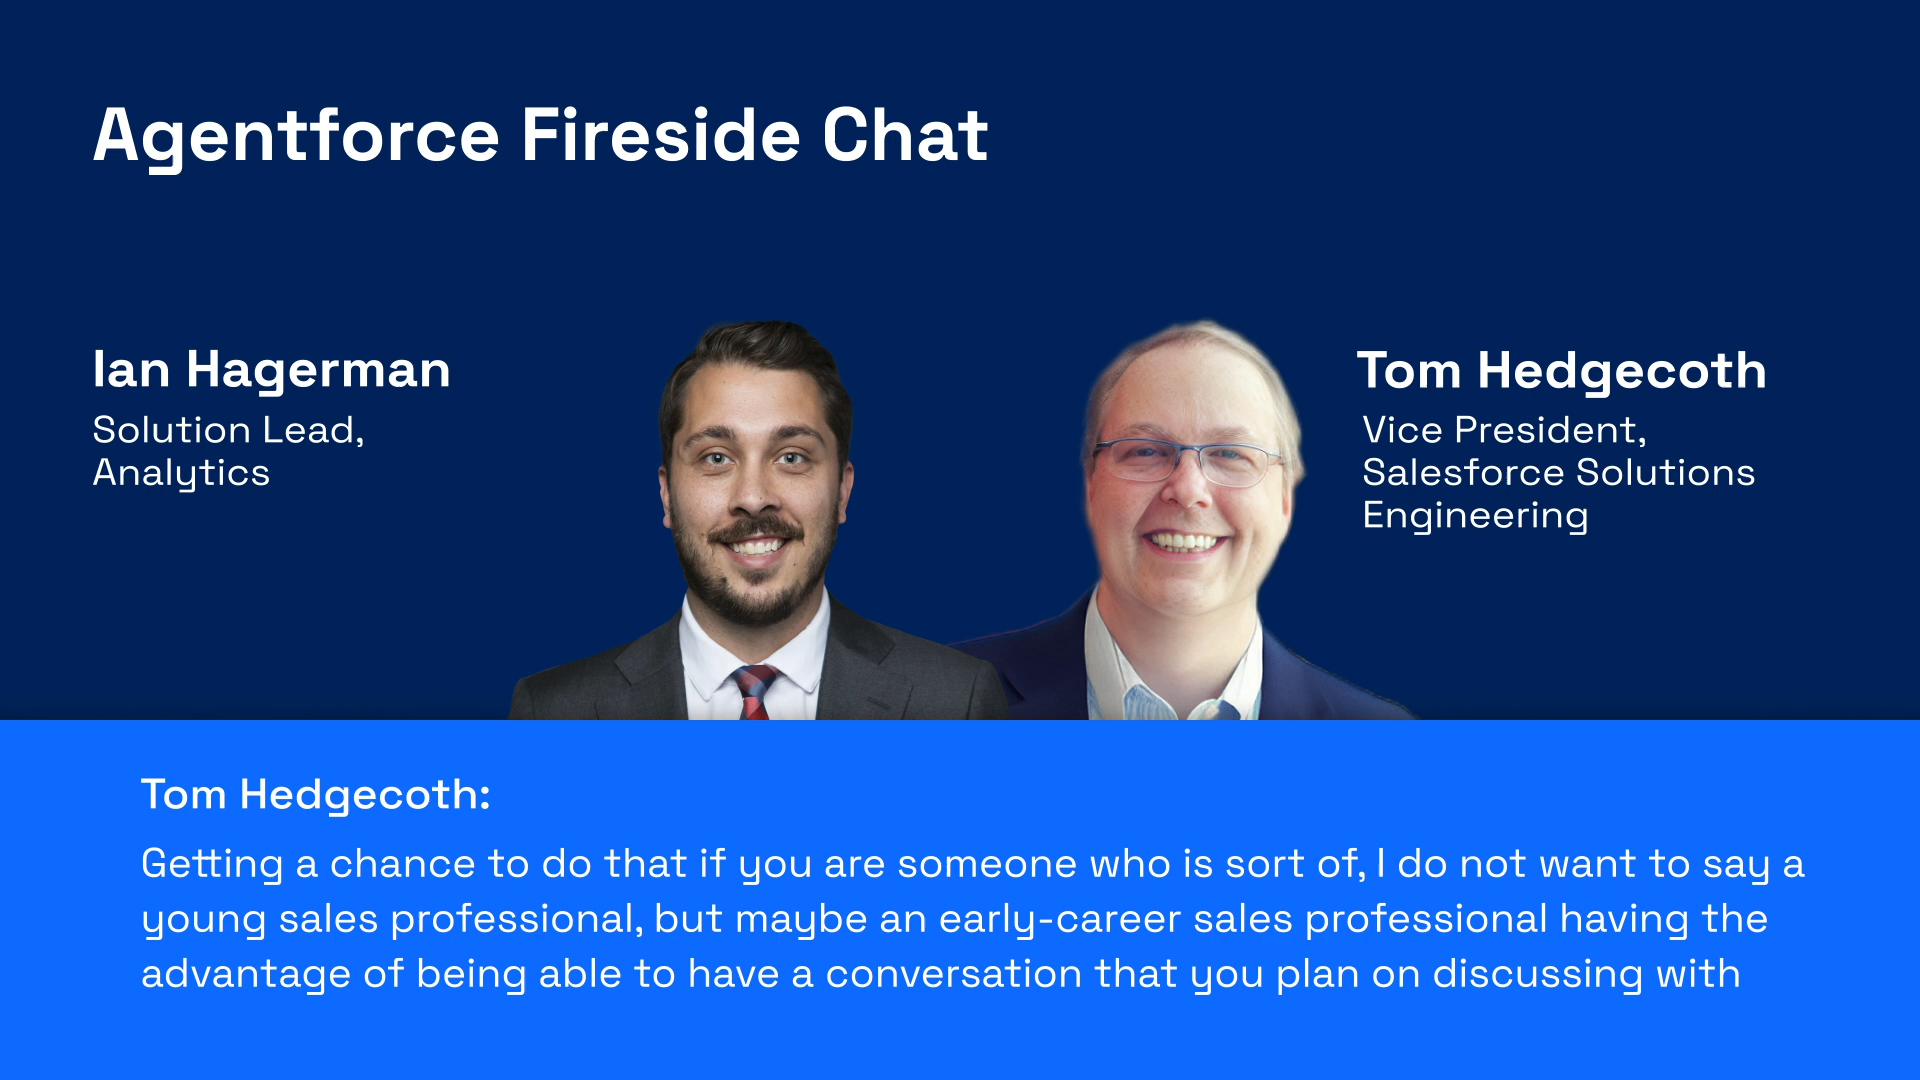 Agentforce Fireside Chat
Ian Hagerman
Solution Lead,
Analytics
Tom Hedgecoth
Vice President,
Salesforce Solutions
Engineering
Tom Hedgecoth:
Getting a chance to do that if you are someone who is sort of, I do not want to say a
young sales professional, but maybe an early-career sales professional having the
advantage of being able to have a conversation that you plan on discussing with